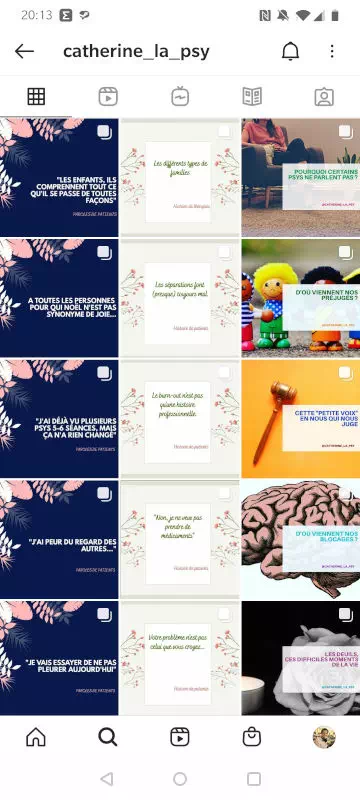 20:13
catherine_la_psy
"LES ENFANTS, ILS
COMPRENNENT TOUT CE
QU'IL SE PASSE DE TOUTES
FAÇONS"
PAROLES DE PATIENTS
Les différents types de
familles
Histoire de thérapies
POURQUOI CERTAINS
PSYS NE PARLENT PAS ?
@CATHERINE_LA_PSY
A TOUTES LES PERSONNES
POUR QUI NOËL N'EST PAS
SYNONYME DE JOIE...
Les séparations font
(presque) toujours mal
Histoire de patients
D'OÙ VIENNENT NOS
PRÉJUGÉS ?
@CATHERINE_LA_PSY
"J'AI DÉJÀ VU PLUSIEURS
PSYS 5-6 SÉANCES, MAIS
ÇA N'A RIEN CHANGÉ"
PAROLES DE PATIENTS
Le burn-out n'est pas
qu'une histoire
professionnelle
Histoire de patients
CETTE "PETITE VOIX"
EN NOUS QUI NOUS
JUGE
@CATHERINE_LA_PSY
"J'AI PEUR DU REGARD DES
AUTRES..."
PAROLES DE PATIENTS
"Non, je ne veux pas
prendre de
médicaments"
Histoire de patients
D'OÙ VIENNENT NOS
BLOCAGES ?
@CATHERINE_LA_PSY
"JE VAIS ESSAYER DE NE PAS
PLEURER AUJOURD'HUI"
PAROLES DE PATIENTS
Votre problème n'est pas
celui que vous croyez...
Histoire de patients
LES DEUILS,
CES DIFFICILES MOMENTS
DE LA VIE
@CATHERINE_LA_PSY